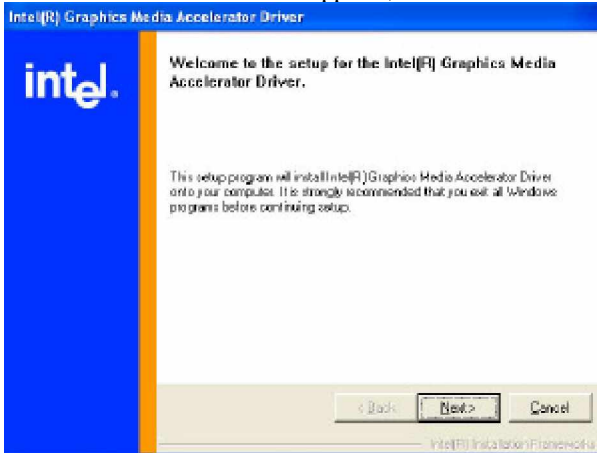 Intel(R) Graphics Media Accelerator Driver
intel.
Welcome to the setup for the Intel(R) Graphics Media
Accelerator Driver.
This setup program will install Intel(R) Graphics Media Accelerator Driver
onto your computer. It is strongly recommended that you exit all Windows
programs before continuing setup.
< Back
Next >
Cancel
Intel(R) Installation Frameworks